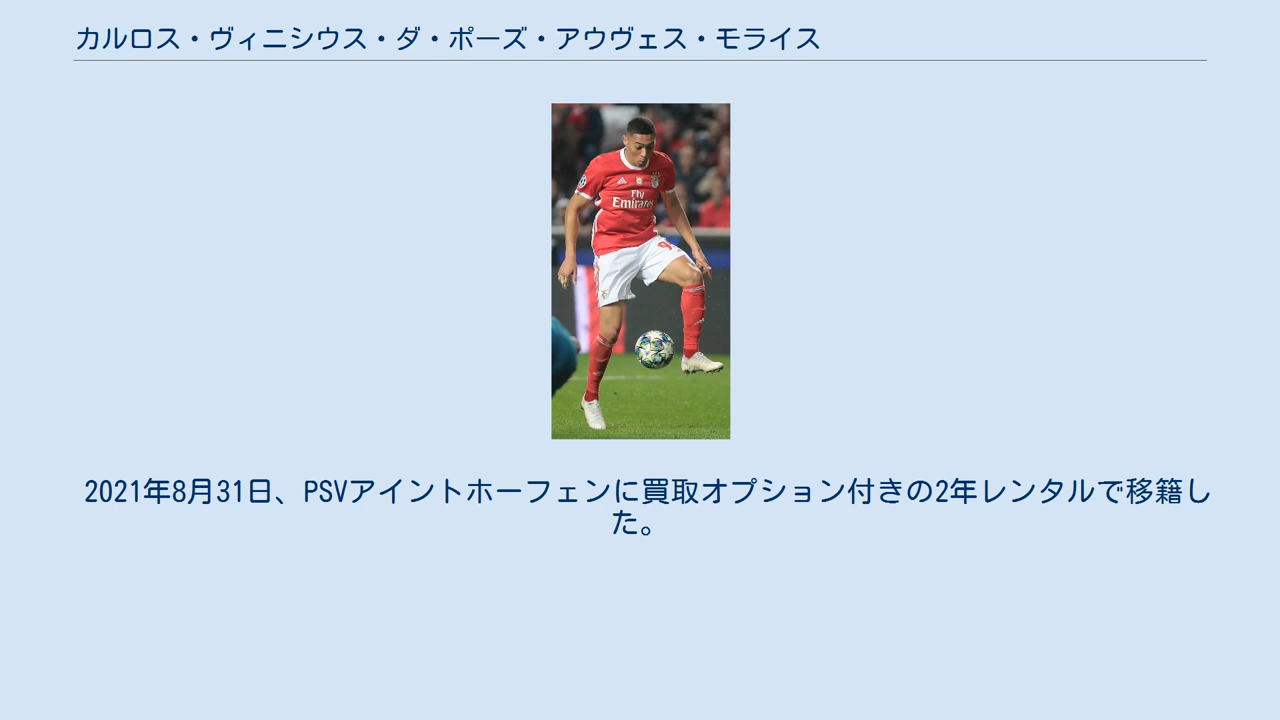 カルロス・ヴィニシウス・ダ・ポーズ・アウヴェス・モライス
Fly
Emirates
9
2021年8月31日、PSVアイントホーフェンに買取オプション付きの2年レンタルで移籍し
た。